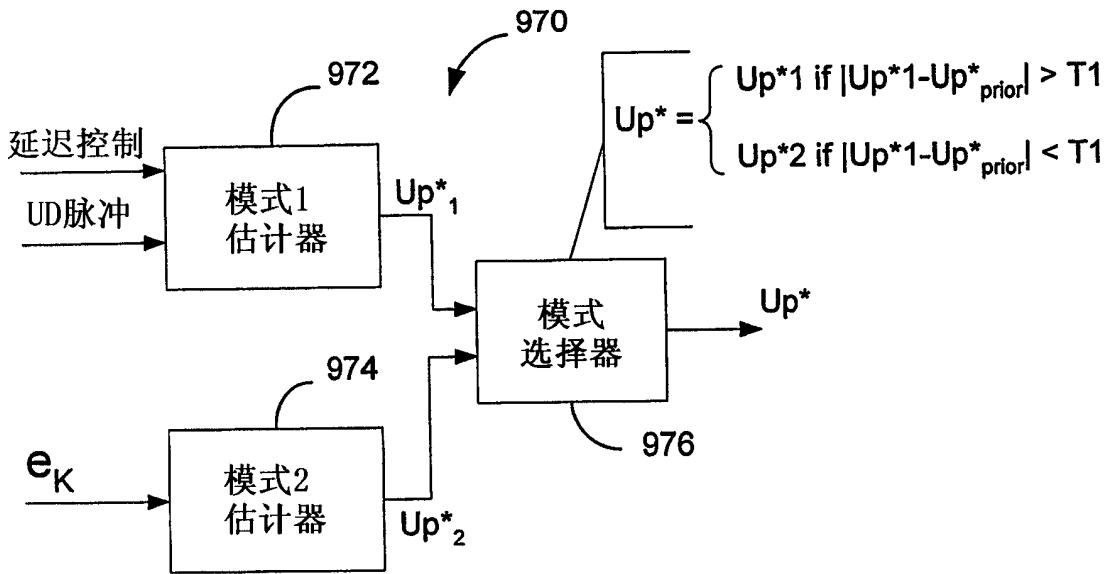 970
972
延迟控制
UD脉冲
模式1
估计器
Up*₁
Up* =
Up*1 if |Up*1-Up*prior| > T1
Up*2 if |Up*1-Up*prior| < T1
模式
选择器
Up*
976
974
eK
模式2
估计器
Up*₂